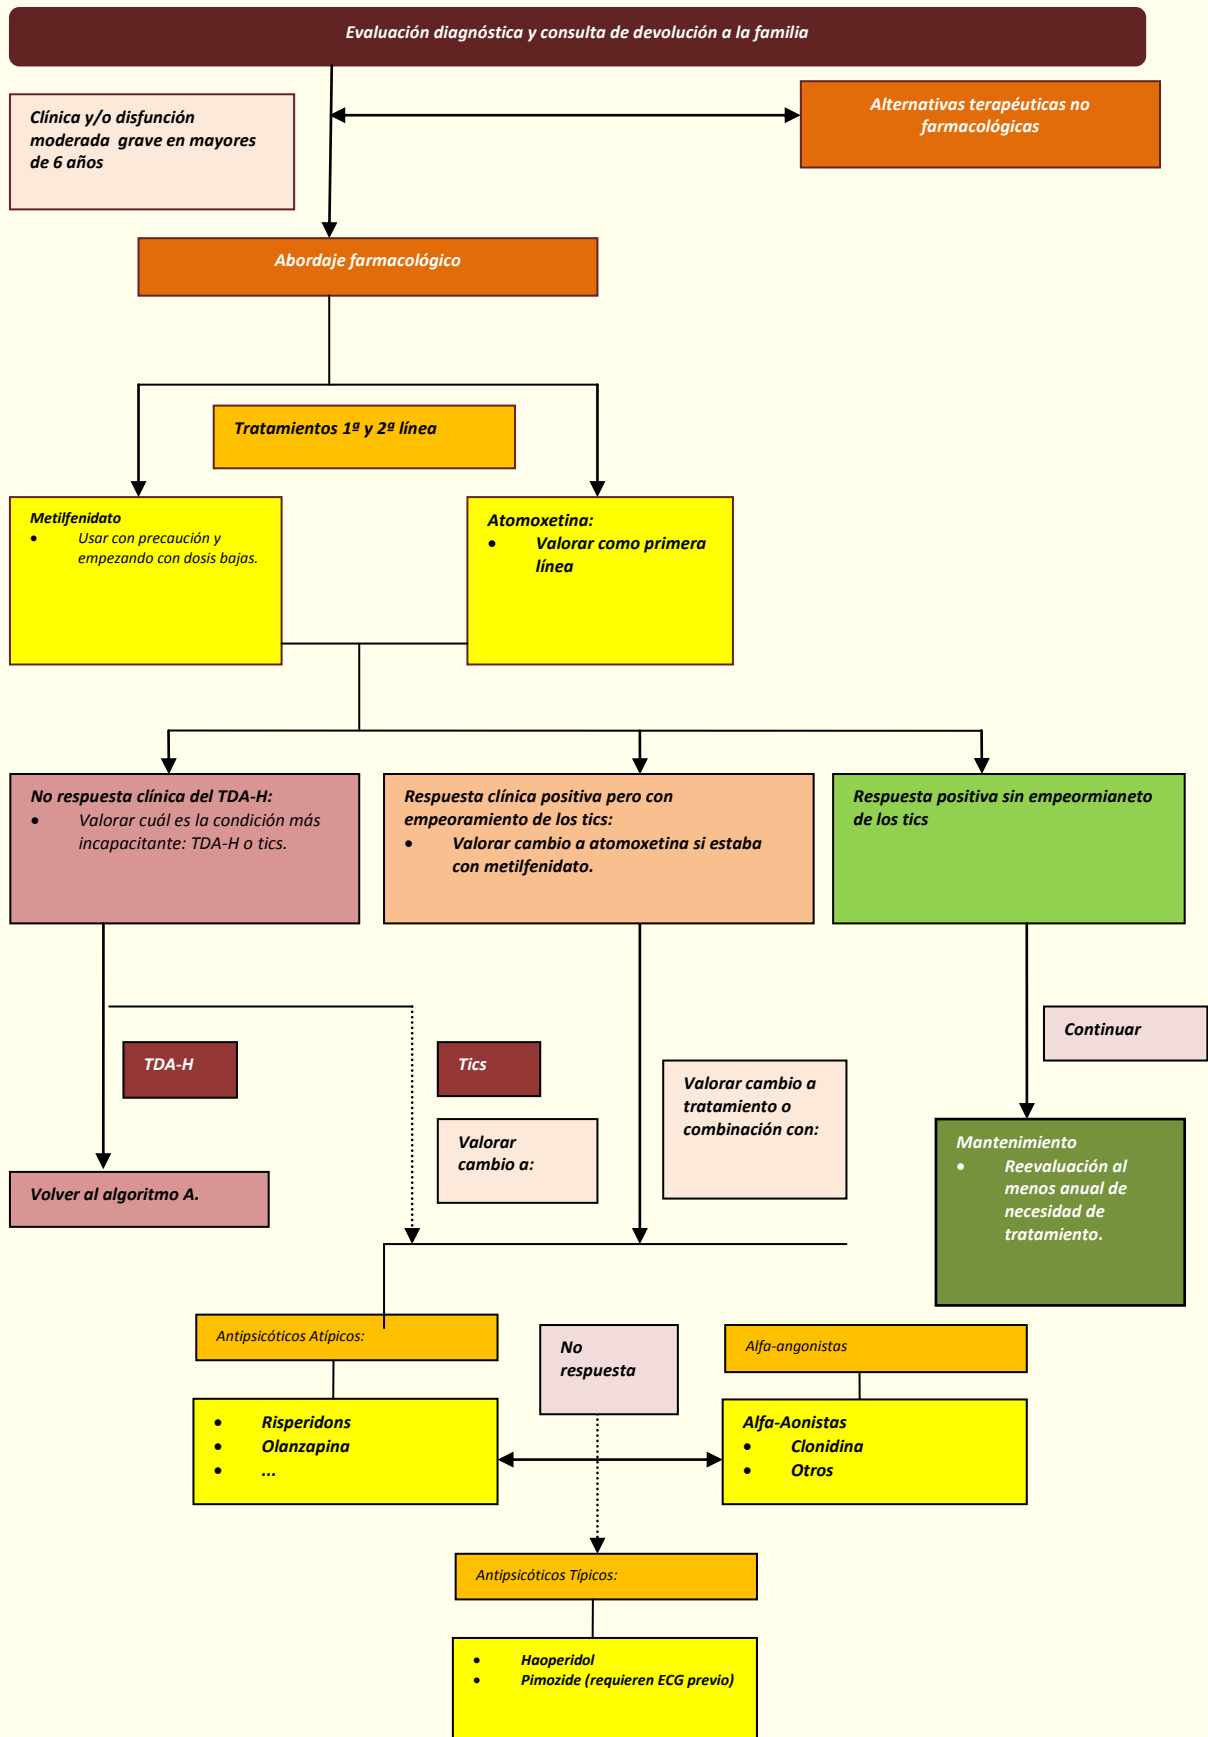 Evaluación diagnóstica y consulta de devolución a la familia
Clínica y/o disfunción
moderada grave en mayores
de 6 años
Alternativas terapéuticas no
farmacológicas
Abordaje farmacológico
Tratamientos 1ª y 2ª línea
Metilfenidato
• Usar con precaución y
empezando con dosis bajas.
Atomoxetina:
• Valorar como primera
línea
No respuesta clínica del TDA-H:
• Valorar cuál es la condición más
incapacitante: TDA-H o tics.
Respuesta clínica positiva pero con
empeoramiento de los tics:
• Valorar cambio a atomoxetina si estaba
con metilfenidato.
Respuesta positiva sin empeormianeto
de los tics
TDA-H
Tics
Valorar
cambio a:
Valorar cambio a
tratamiento o
combinación con:
Continuar
Volver al algoritmo A.
Mantenimiento
• Reevaluación al
menos anual de
necesidad de
tratamiento.
Antipsicóticos Atípicos:
No
respuesta
Alfa-angonistas
• Risperidons
• Olanzapina
• ...
Alfa-Aonistas
• Clonidina
• Otros
Antipsicóticos Típicos:
• Haoperidol
• Pimozide (requieren ECG previo)